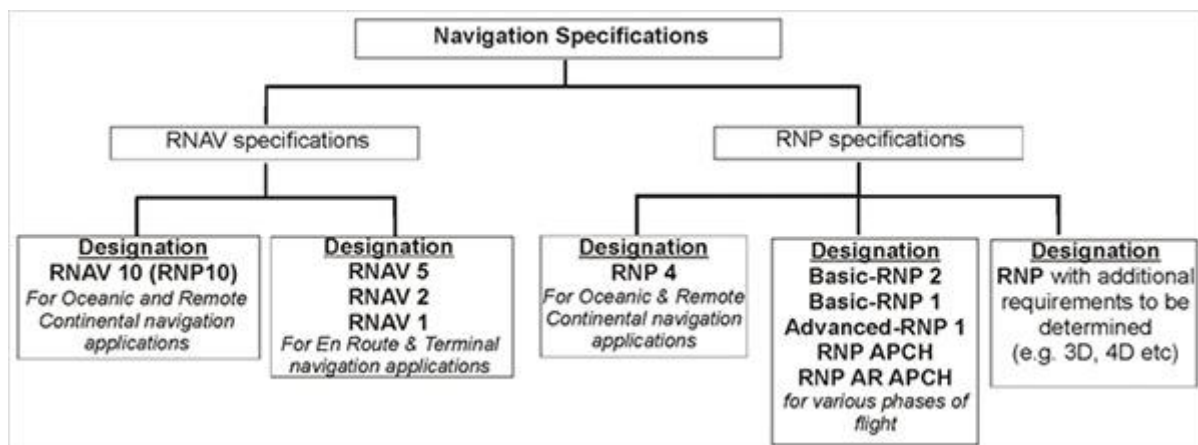 Navigation Specifications
RNAV specifications
RNP specifications
Designation
RNAV 10 (RNP10)
For Oceanic and Remote
Continental navigation
applications
Designation
RNAV 5
RNAV 2
RNAV 1
For En Route & Terminal
navigation applications
Designation
RNP 4
For Oceanic & Remote
Continental navigation
applications
Designation
Basic-RNP 2
Basic-RNP 1
Advanced-RNP 1
RNP APCH
RNP AR APCH
for various phases of
flight
Designation
RNP with additional
requirements to be
determined
(e.g. 3D, 4D etc)